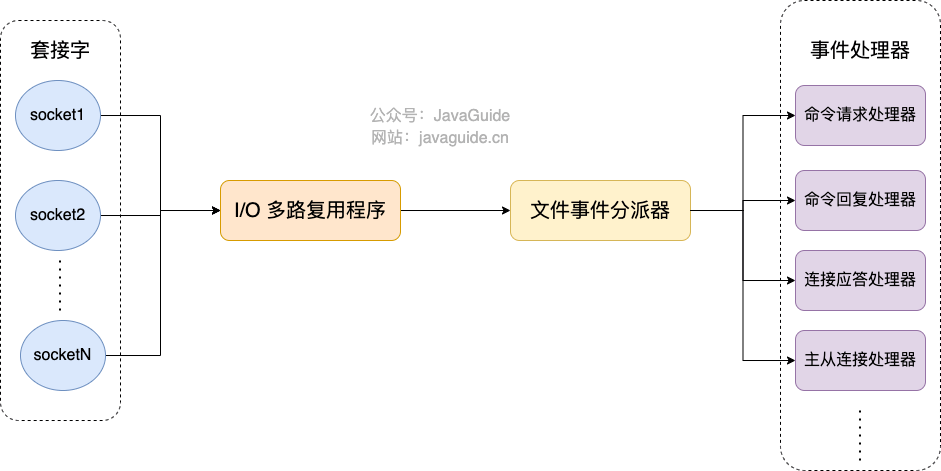 套接字
socket1
socket2
socketN
公众号：JavaGuide
网站：javaguide.cn
I/O 多路复用程序
文件事件分派器
事件处理器
命令请求处理器
命令回复处理器
连接应答处理器
主从连接处理器